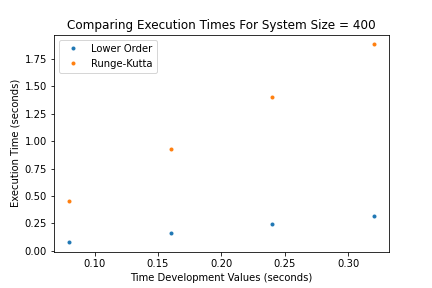 Comparing Execution Times For System Size = 400
Lower Order
Runge-Kutta
Execution Time (seconds)
1.75
1.50
1.25
1.00
0.75
0.50
0.25
0.00
0.10
0.15
0.20
0.25
0.30
Time Development Values (seconds)